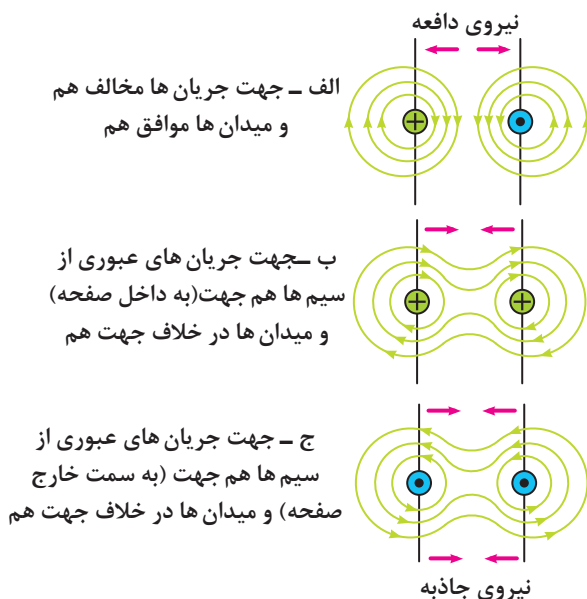 نیروی دافعه
الف – جهت جریان ها مخالف هم
و میدان ها موافق هم
ب –جهت جریان های عبوری از
سیم ها هم جهت(به داخل صفحه)
و میدان ها در خلاف جهت هم
ج – جهت جریان های عبوری از
سیم ها هم جهت (به سمت خارج
صفحه) و میدان ها در خلاف جهت هم
نیروی جاذبه